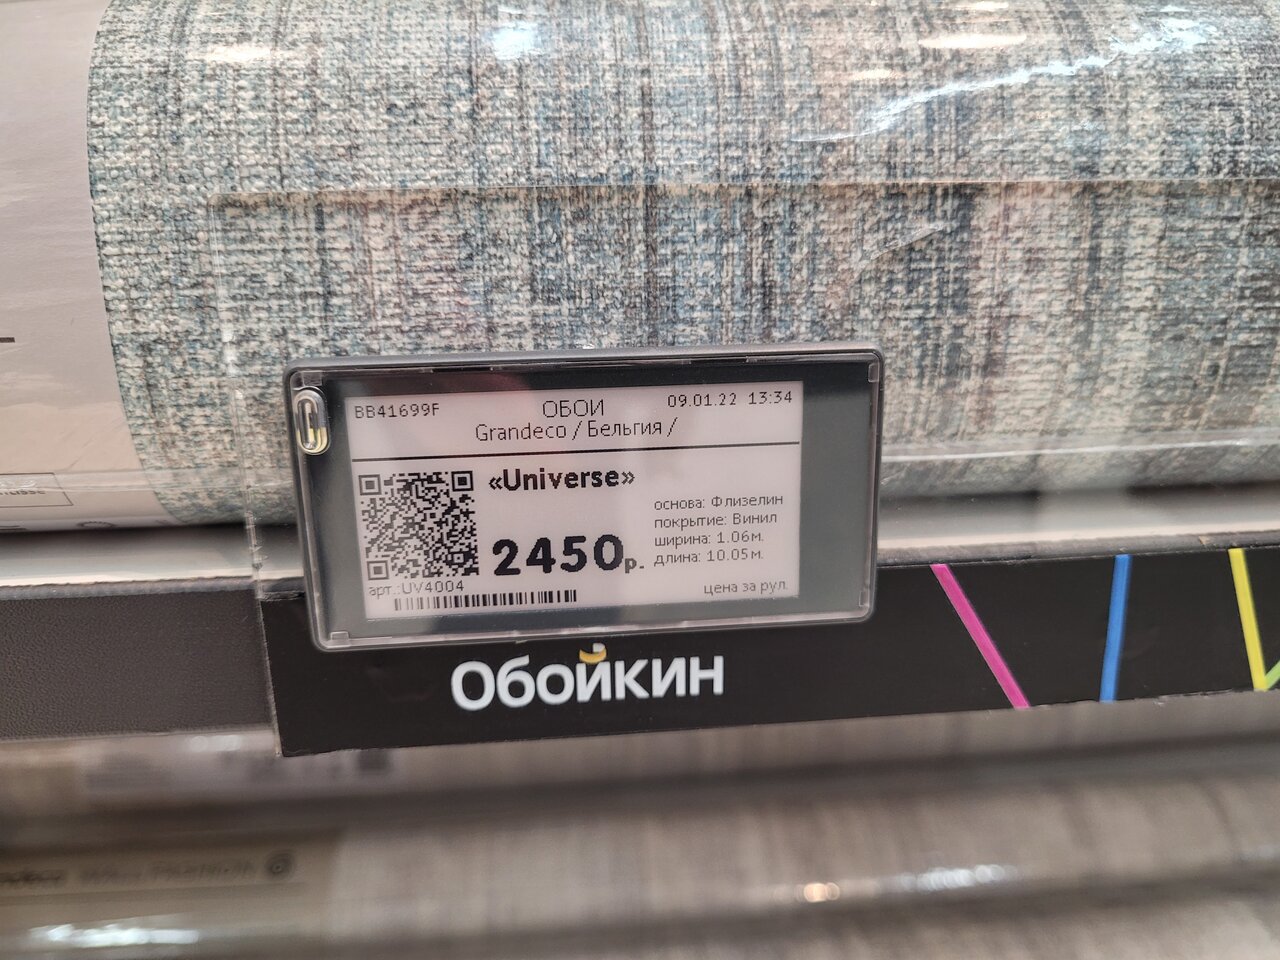 BB41699F ОБОИ 09.01.22 13:34
Grandeco / Бельгия /
«Universe»
основа: Флизелин
покрытие: Винил
ширина: 1.06м.
длина: 10.05м.
2450р.
арт.:UV4004
цена за рул.
Обойкин